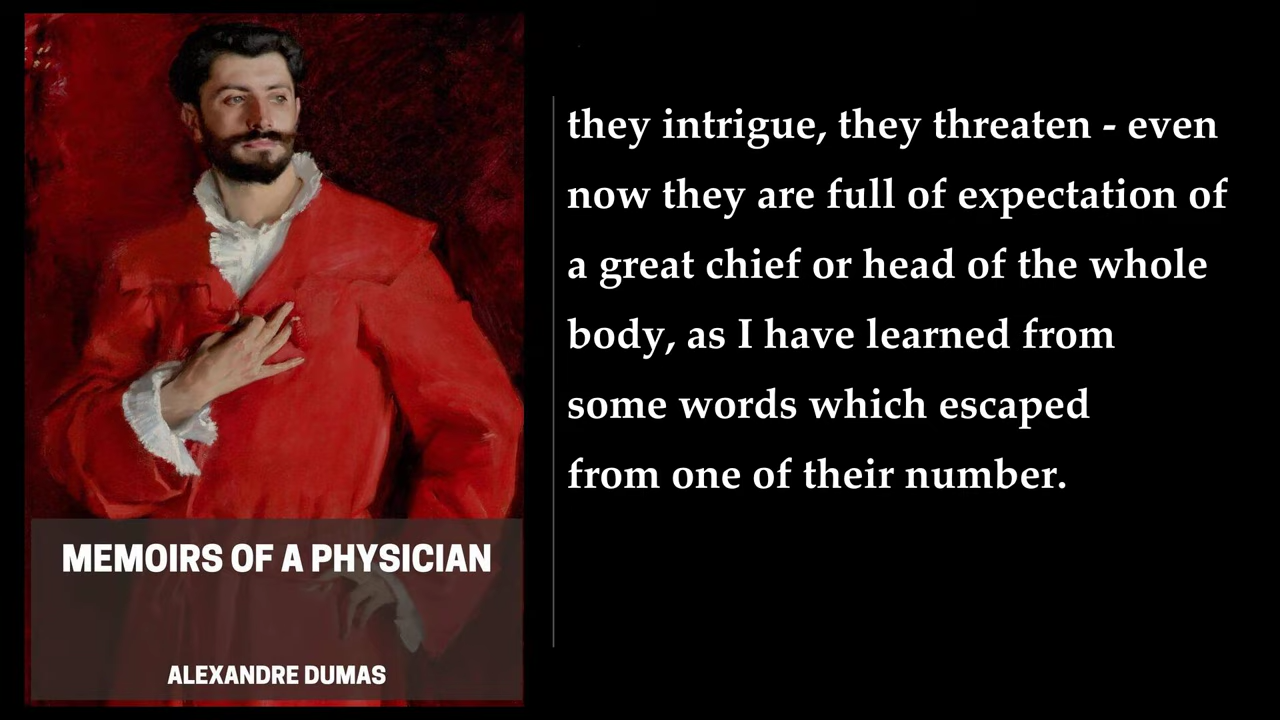 they intrigue, they threaten - even
now they are full of expectation of
a great chief or head of the whole
body, as I have learned from
some words which escaped
from one of their number.
MEMOIRS OF A PHYSICIAN
ALEXANDRE DUMAS